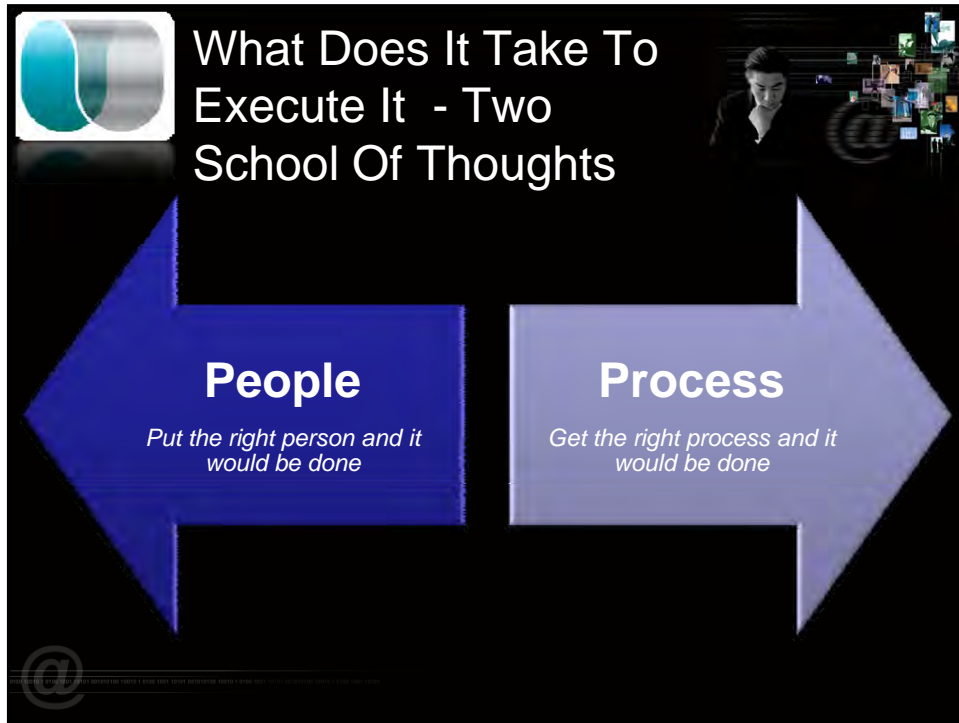 What Does It Take To
Execute It - Two
School Of Thoughts
@
People
Put the right person and it
would be done
Process
Get the right process and it
would be done
@